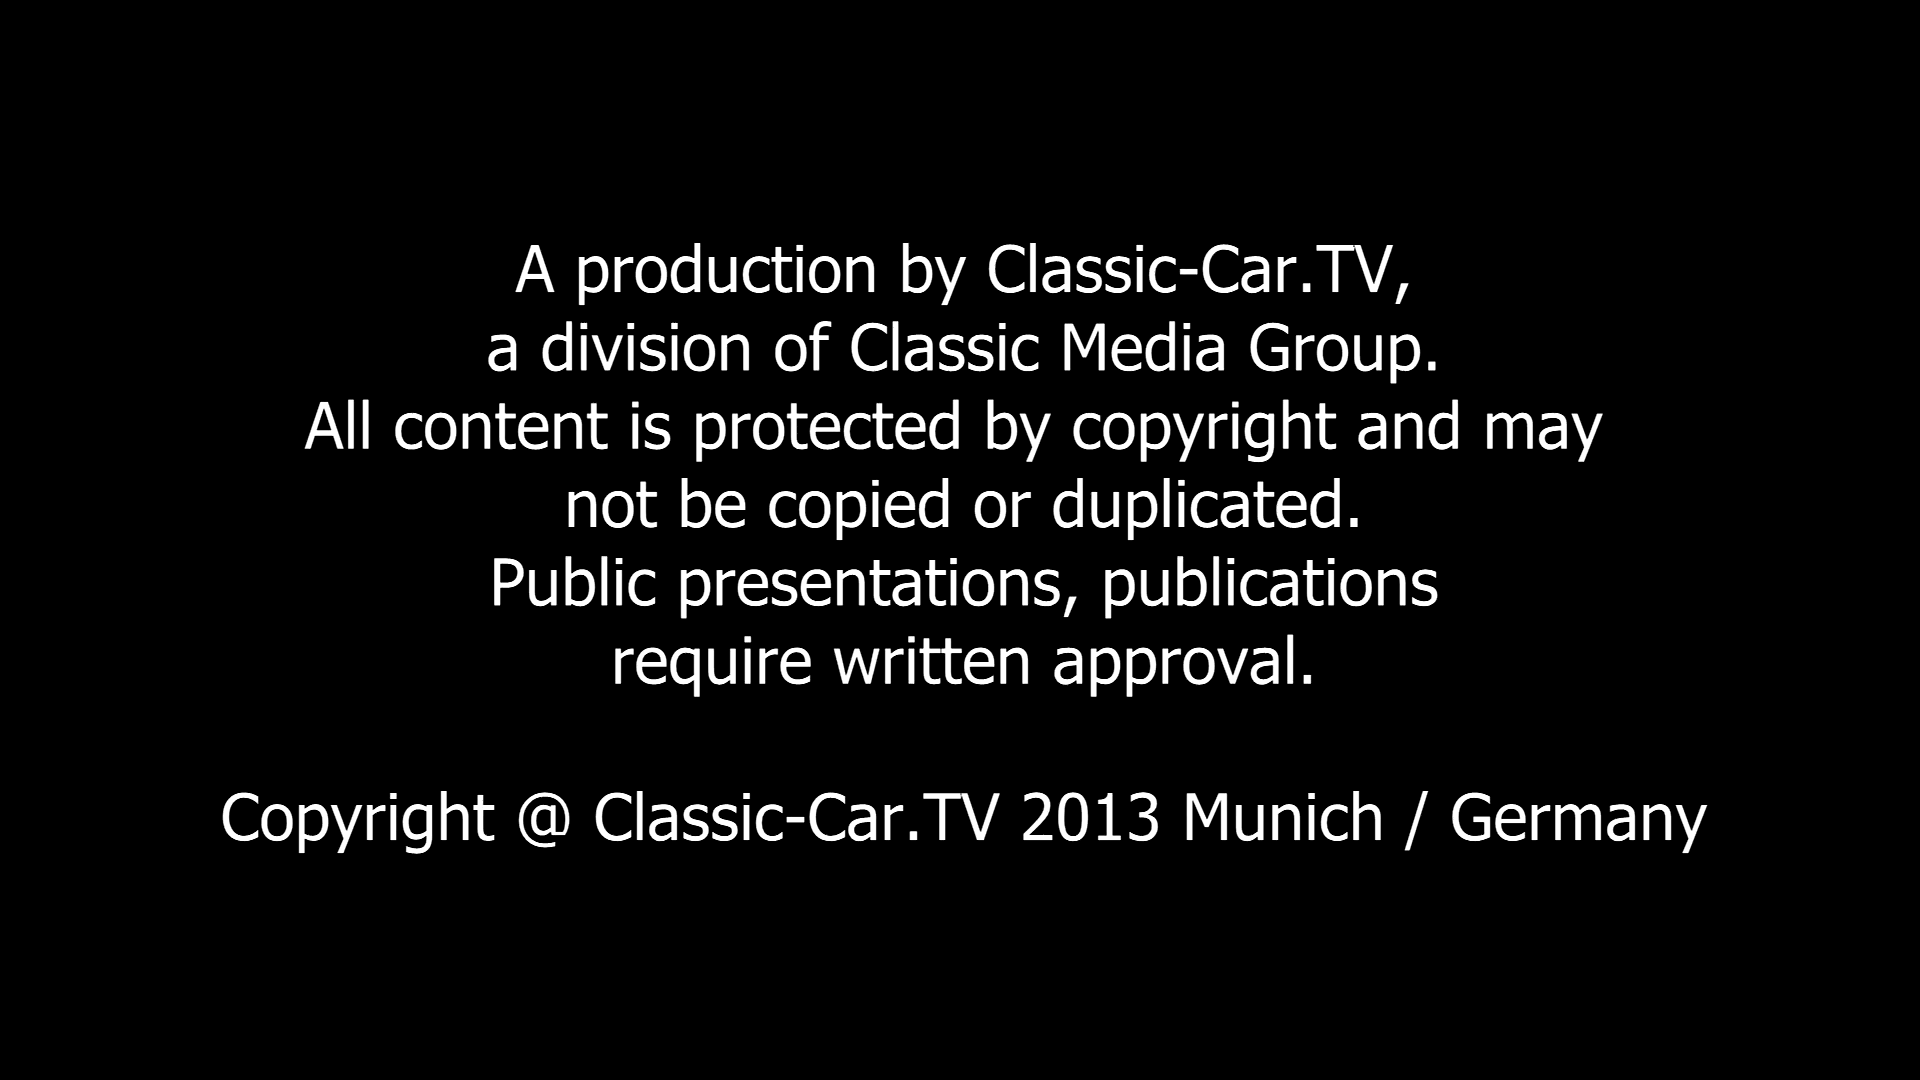 A production by Classic-Car.TV,
a division of Classic Media Group.
All content is protected by copyright and may
not be copied or duplicated.
Public presentations, publications
require written approval.
Copyright @ Classic-Car.TV 2013 Munich / Germany